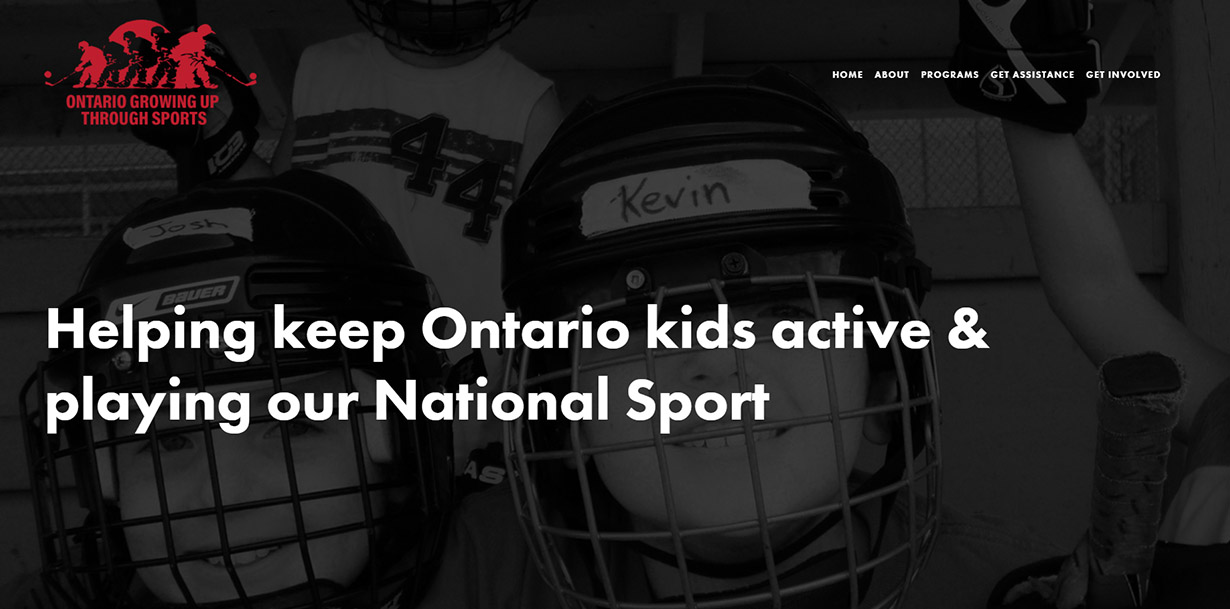 ONTARIO GROWING UP
THROUGH SPORTS
HOME ABOUT PROGRAMS GET ASSISTANCE GET INVOLVED
44
Kevin
Josh
BAUER
Helping keep Ontario kids active &
playing our National Sport